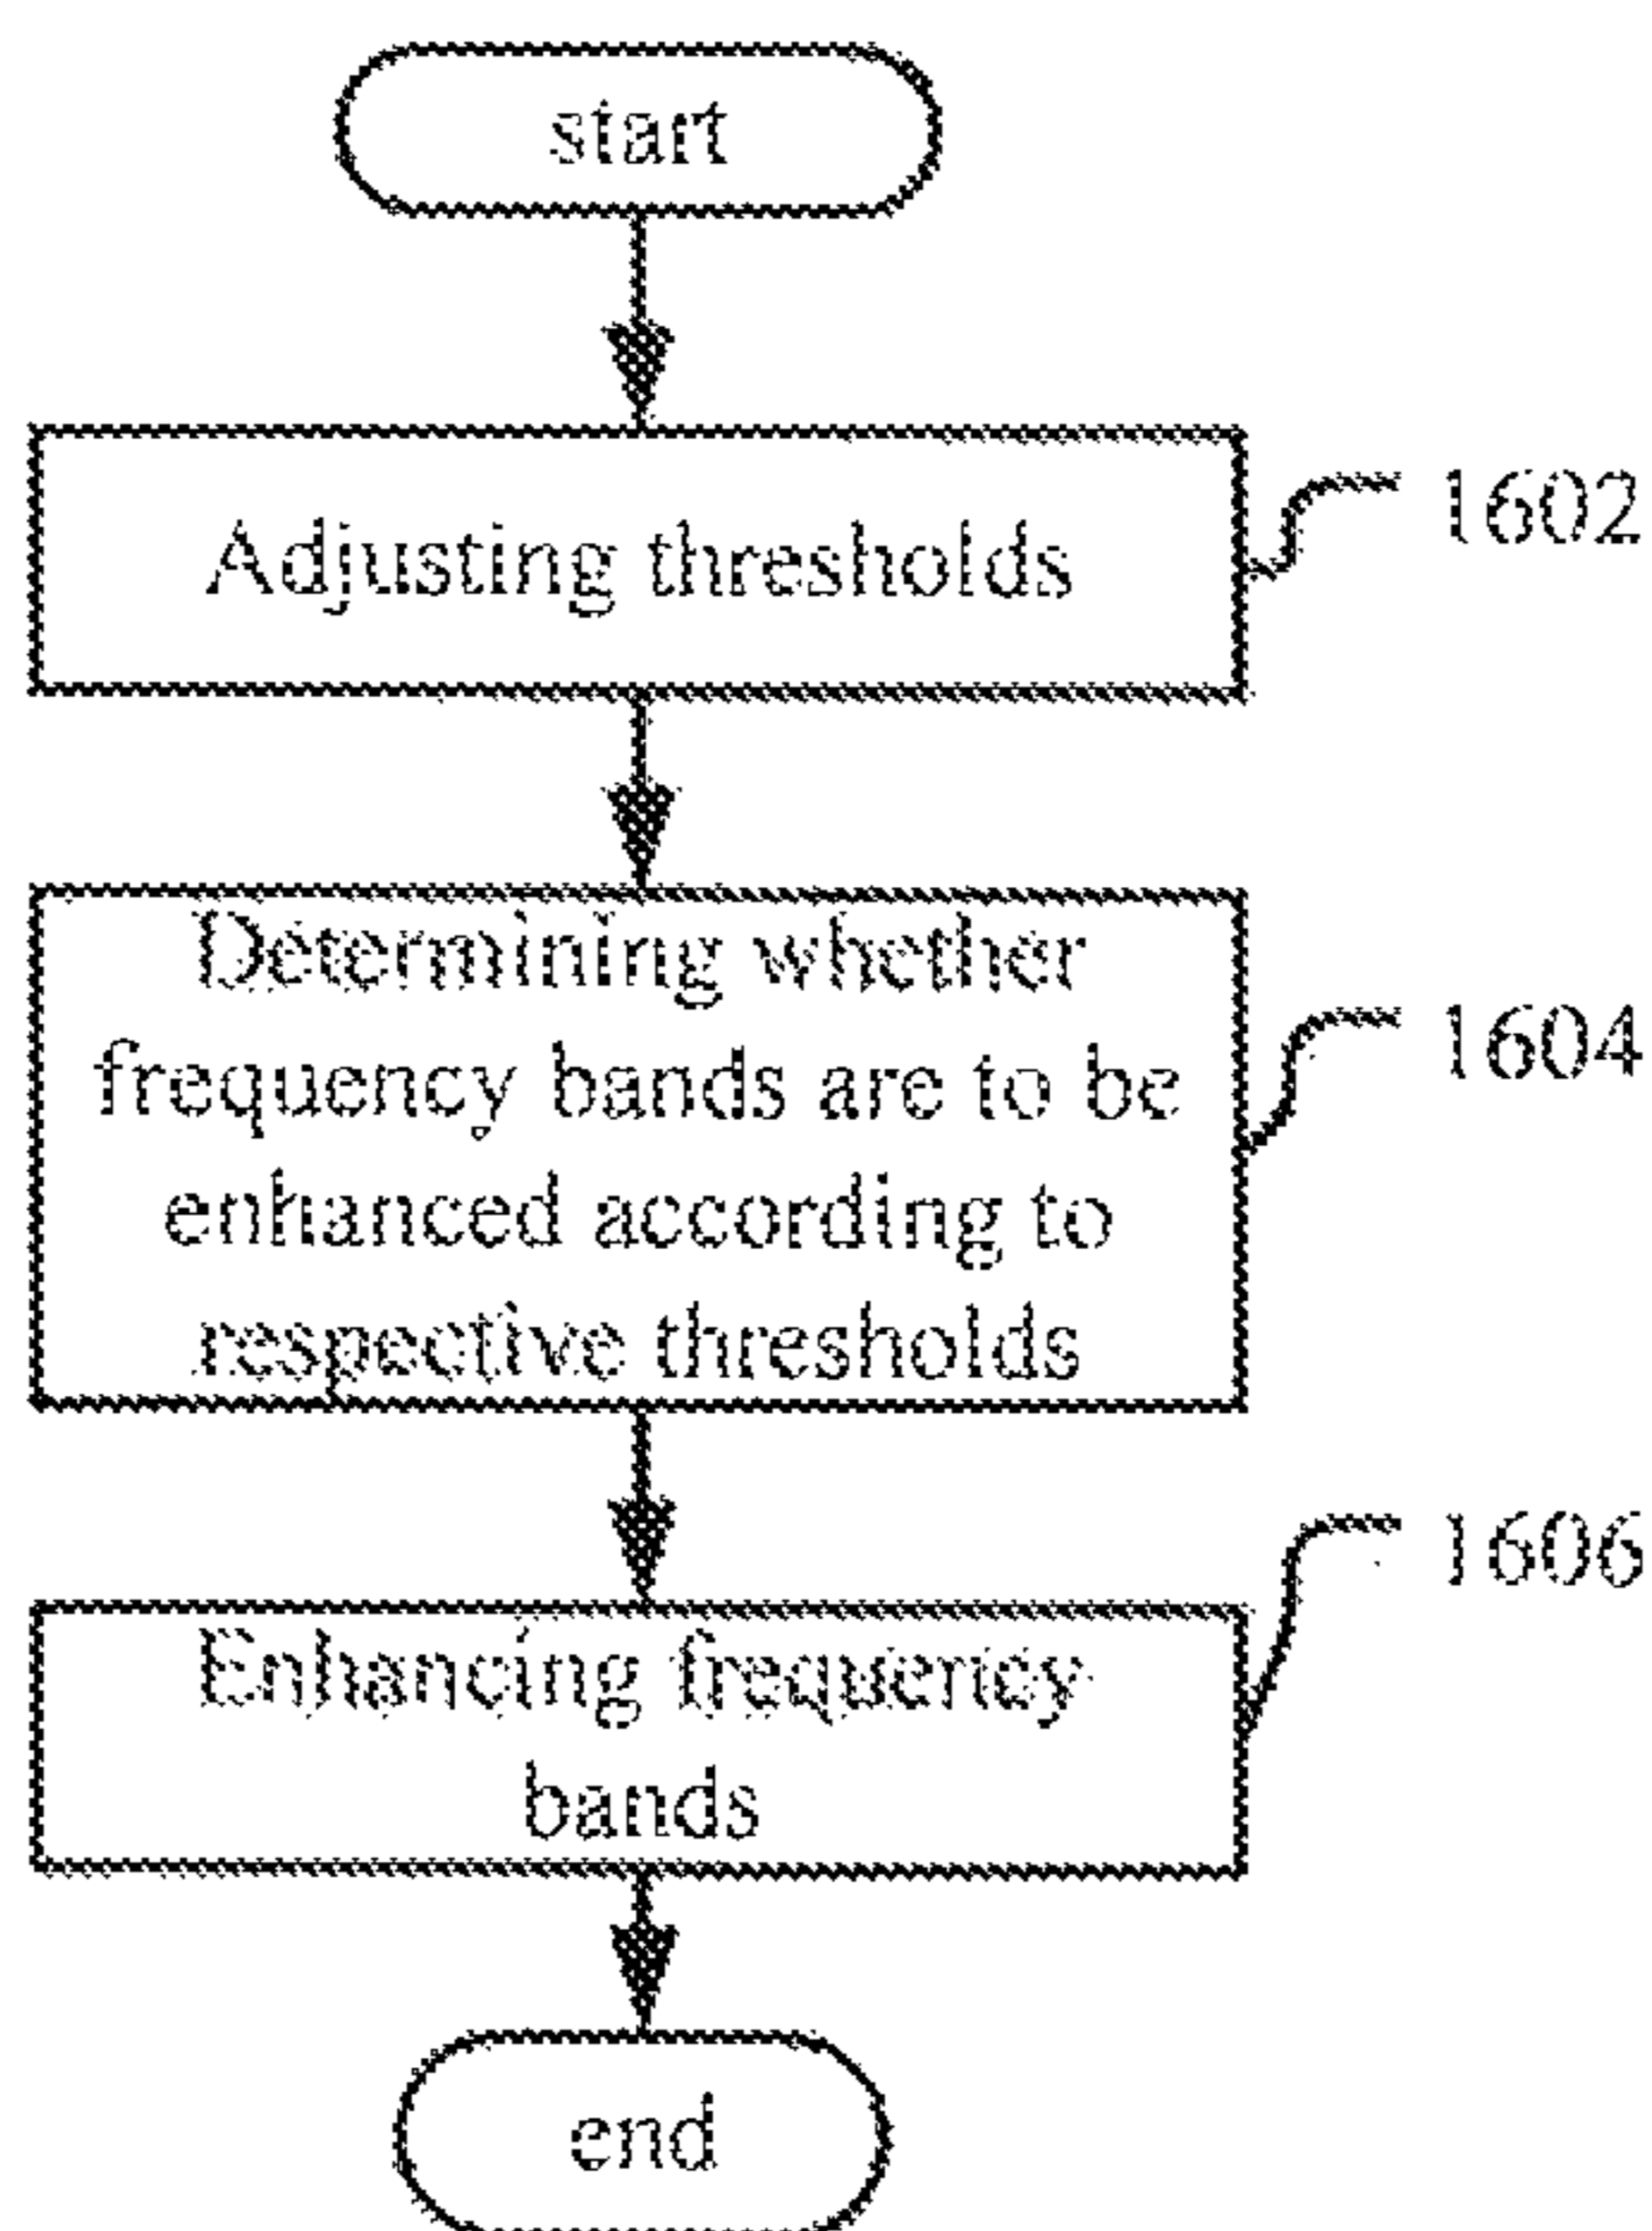 start
Adjusting thresholds
1602
Determining whether
frequency bands are to be
enhanced according to
respective thresholds
1604
Enhancing frequency
bands
1606
end